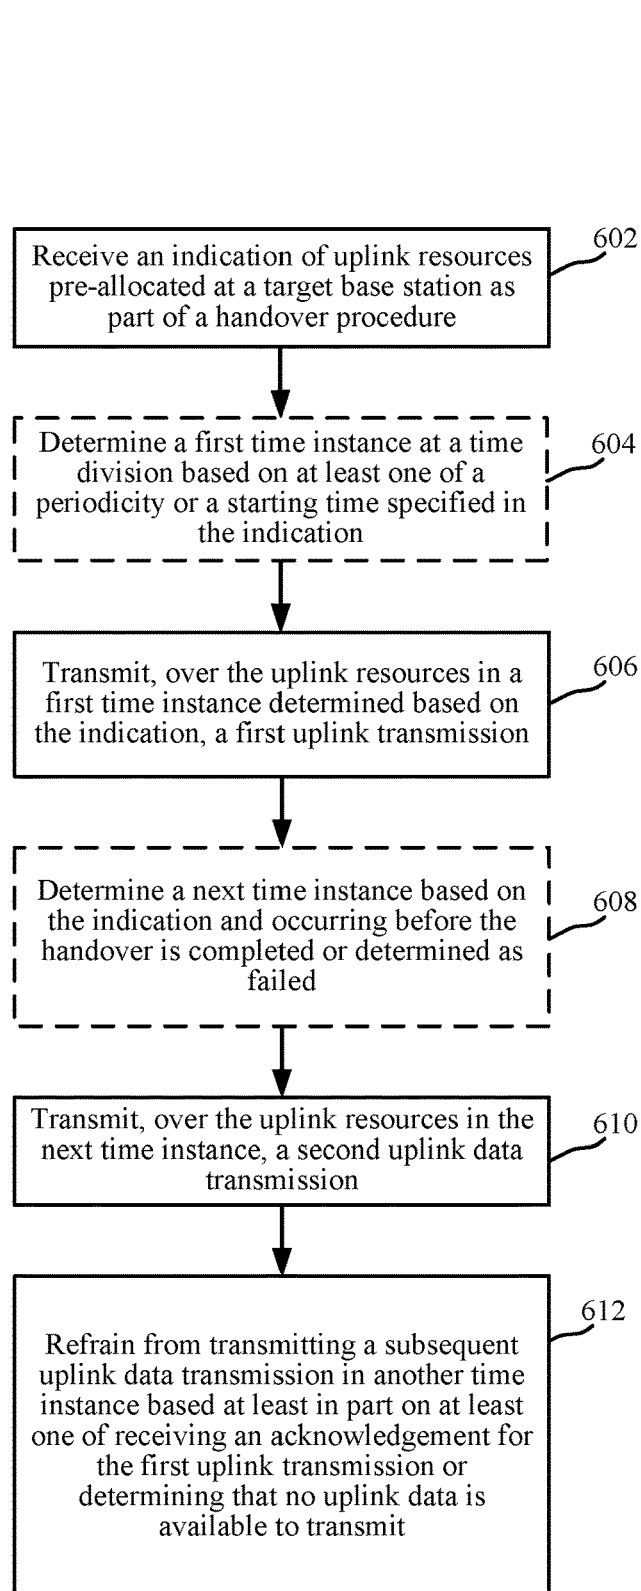 602
Receive an indication of uplink resources
pre-allocated at a target base station as
part of a handover procedure
604
Determine a first time instance at a time
division based on at least one of a
periodicity or a starting time specified in
the indication
606
Transmit, over the uplink resources in a
first time instance determined based on
the indication, a first uplink transmission
608
Determine a next time instance based on
the indication and occurring before the
handover is completed or determined as
failed
610
Transmit, over the uplink resources in the
next time instance, a second uplink data
transmission
612
Refrain from transmitting a subsequent
uplink data transmission in another time
instance based at least in part on at least
one of receiving an acknowledgement for
the first uplink transmission or
determining that no uplink data is
available to transmit